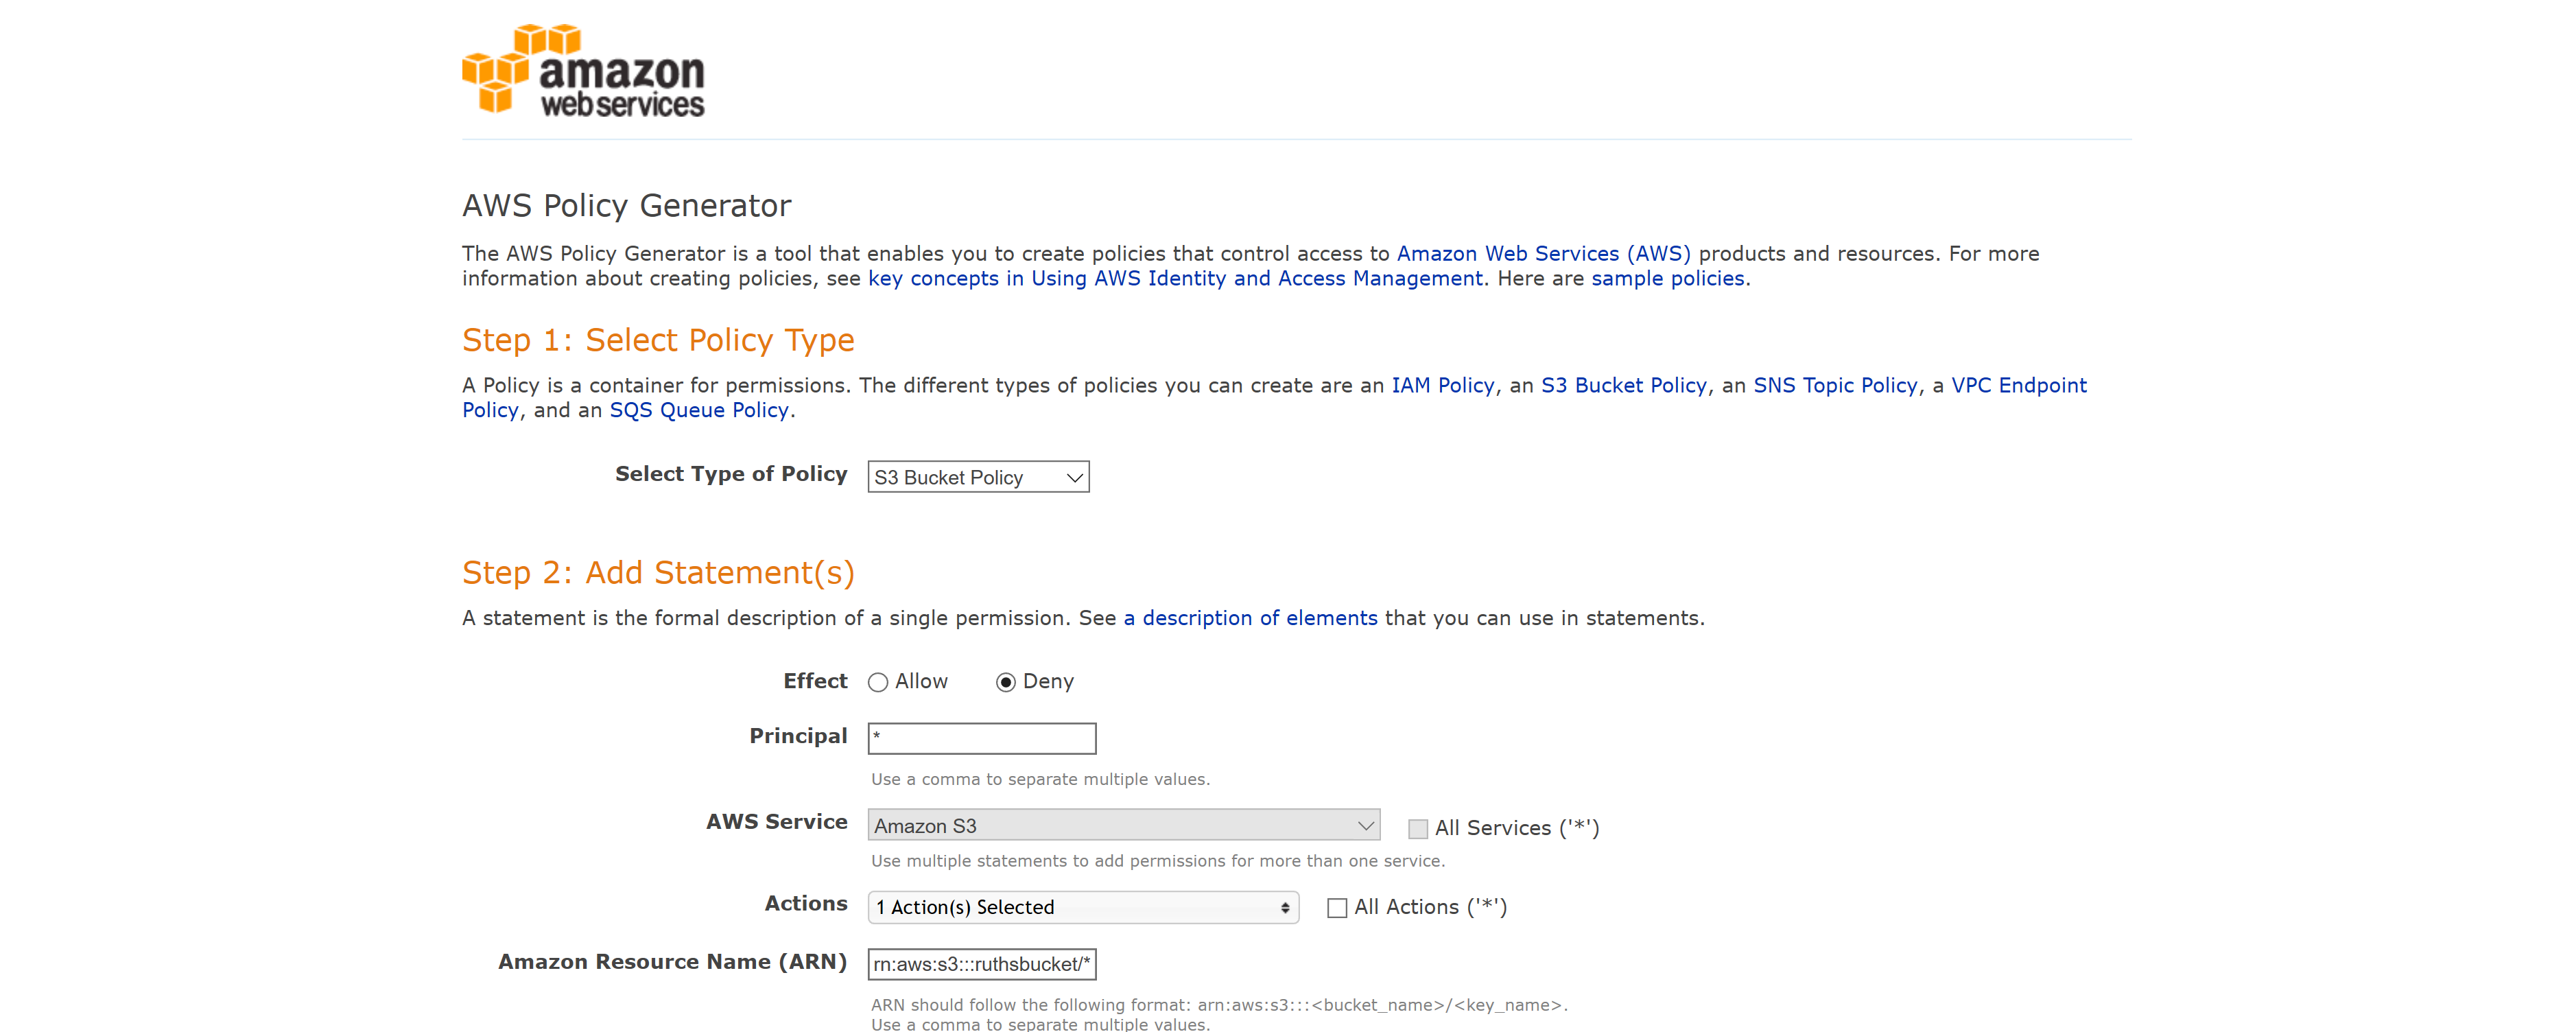 amazon
webservices
AWS Policy Generator
The AWS Policy Generator is a tool that enables you to create policies that control access to Amazon Web Services (AWS) products and resources. For more
information about creating policies, see key concepts in Using AWS Identity and Access Management. Here are sample policies.
Step 1: Select Policy Type
A Policy is a container for permissions. The different types of policies you can create are an IAM Policy, an S3 Bucket Policy, an SNS Topic Policy, a VPC Endpoint
Policy, and an SQS Queue Policy.
Select Type of Policy S3 Bucket Policy
Step 2: Add Statement(s)
A statement is the formal description of a single permission. See a description of elements that you can use in statements.
Effect Allow Deny
Principal *
Use a comma to separate multiple values.
AWS Service Amazon S3 All Services ('*')
Use multiple statements to add permissions for more than one service.
Actions 1 Action(s) Selected All Actions ('*')
Amazon Resource Name (ARN) rn:aws:s3:::ruthsbucket/*
ARN should follow the following format: arn:aws:s3:::<bucket_name>/<key_name>.
Use a comma to separate multiple values.